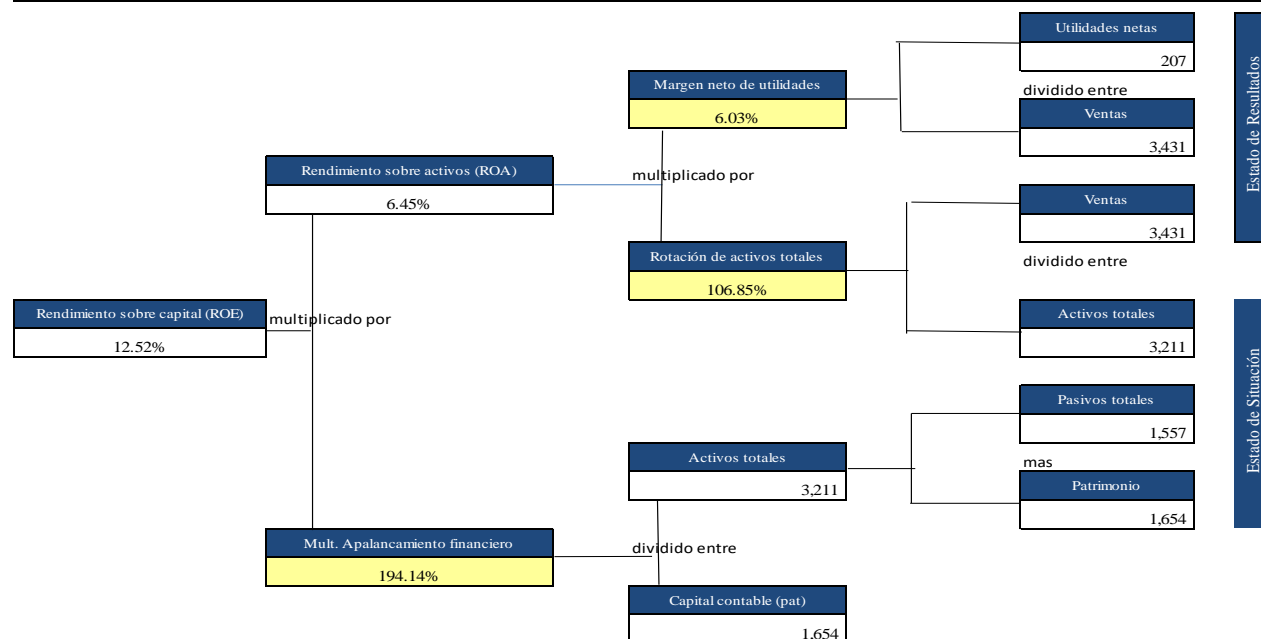 Utilidades netas
207
dividido entre
Ventas
3,431
Estado de Resultados
Margen neto de utilidades
6.03%
Rendimiento sobre activos (ROA)
6.45%
multiplicado por
Ventas
3,431
dividido entre
Rotación de activos totales
106.85%
Rendimiento sobre capital (ROE)
12.52%
multiplicado por
Activos totales
3,211
Estado de Situación
Pasivos totales
1,557
mas
Patrimonio
1,654
Activos totales
3,211
Mult. Apalancamiento financiero
194.14%
dividido entre
Capital contable (pat)
1,654